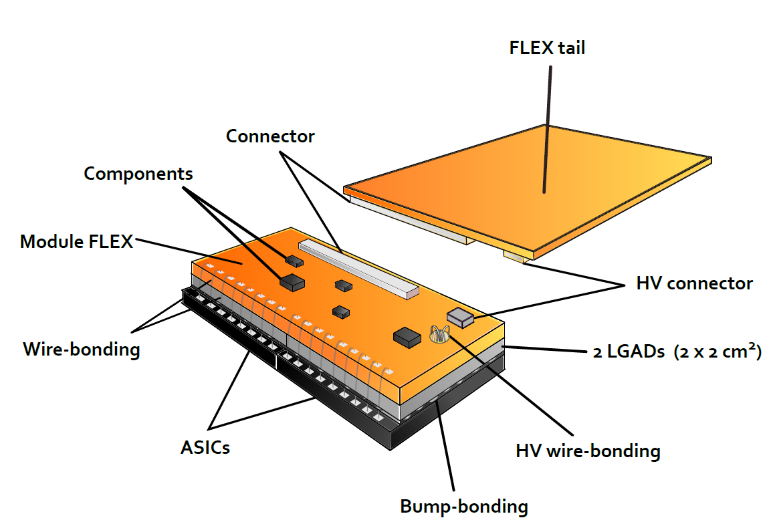 FLEX tail
Connector
Components
Module FLEX
HV connector
Wire-bonding
2 LGADs (2 x 2 cm²)
ASICs
HV wire-bonding
Bump-bonding